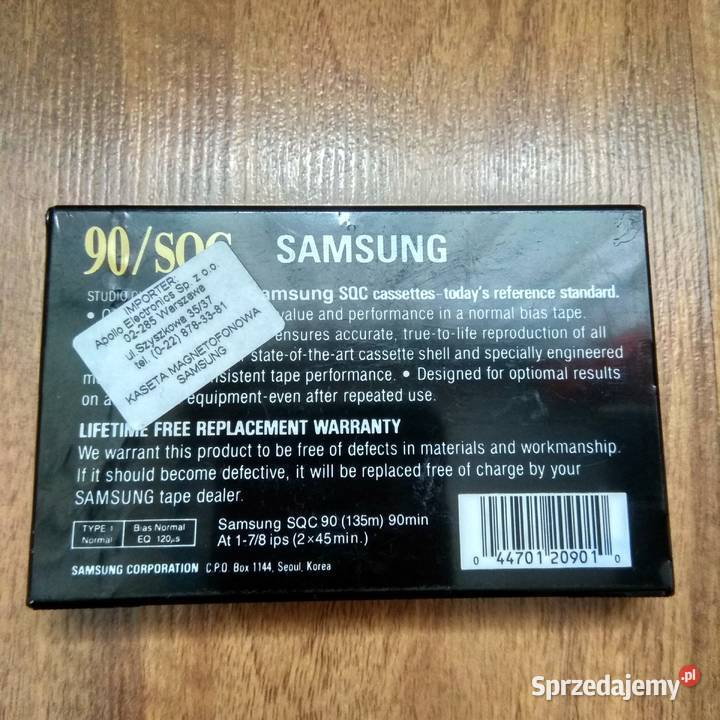 90/SQC SAMSUNG
STUDIO amsung SQC cassettes-today's reference standard.
• value and performance in a normal bias tape.
ensures accurate, true-to-life reproduction of all
state-of-the-art cassette shell and specially engineered
sistent tape performance. • Designed for optiomal results
on a equipment-even after repeated use.
IMPORTER:
Apollo Electronics Sp. z o.o.
02-285 Warszawa
ul.Szyszkowa 35/37
tel. (0-22) 878-33-81
KASETA MAGNETOFONOWA
SAMSUNG
LIFETIME FREE REPLACEMENT WARRANTY
We warrant this product to be free of defects in materials and workmanship.
If it should become defective, it will be replaced free of charge by your
SAMSUNG tape dealer.
TYPE I Bias Normal
Normal EQ 120µs
Samsung SQC 90 (135m) 90min
At 1-7/8 ips (2×45min.)
0 44701 20901 0
SAMSUNG CORPORATION C.P.O. Box 1144, Seoul, Korea
Sprzedajemy.pl